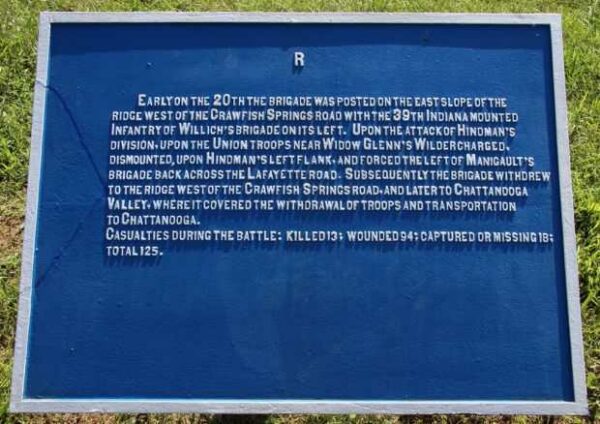 R
EARLY ON THE 20TH THE BRIGADE WAS POSTED ON THE EAST SLOPE OF THE
RIDGE WEST OF THE CRAWFISH SPRINGS ROAD WITH THE 39TH INDIANA MOUNTED
INFANTRY OF WILLICH'S BRIGADE ON ITS LEFT. UPON THE ATTACK OF HINDMAN'S
DIVISION, UPON THE UNION TROOPS NEAR WIDOW GLENN'S WILDER CHARGED,
DISMOUNTED, UPON HINDMAN'S LEFT FLANK, AND FORCED THE LEFT OF MANIGAULT'S
BRIGADE BACK ACROSS THE LAFAYETTE ROAD. SUBSEQUENTLY THE BRIGADE WITHDREW
TO THE RIDGE WEST OF THE CRAWFISH SPRINGS ROAD, AND LATER TO CHATTANOOGA
VALLEY, WHERE IT COVERED THE WITHDRAWAL OF TROOPS AND TRANSPORTATION
TO CHATTANOOGA.
CASUALTIES DURING THE BATTLE: KILLED 13; WOUNDED 94; CAPTURED OR MISSING 18;
TOTAL 125.